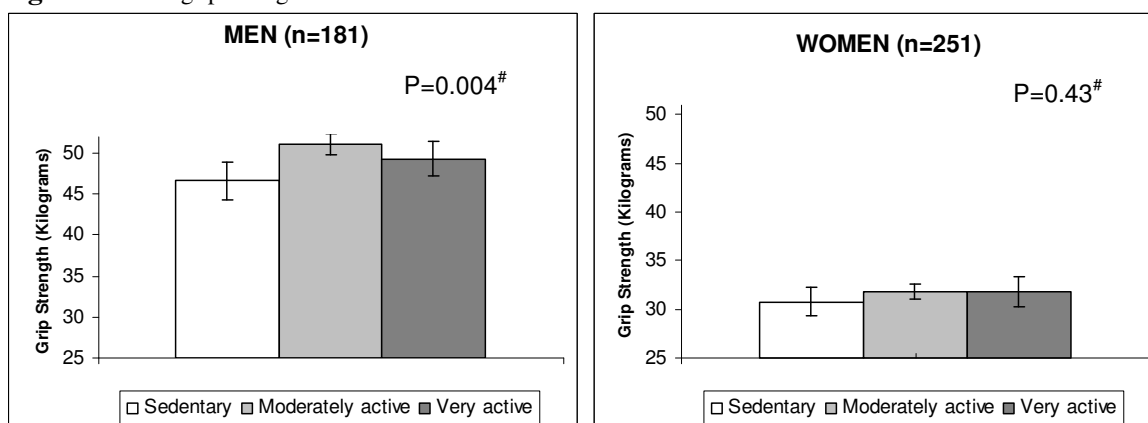 MEN (n=181)
P=0.004#
Grip Strength (Kilograms)
50
45
40
35
30
25
Sedentary Moderately active Very active
WOMEN (n=251)
P=0.43#
Grip Strength (Kilograms)
50
45
40
35
30
25
Sedentary Moderately active Very active